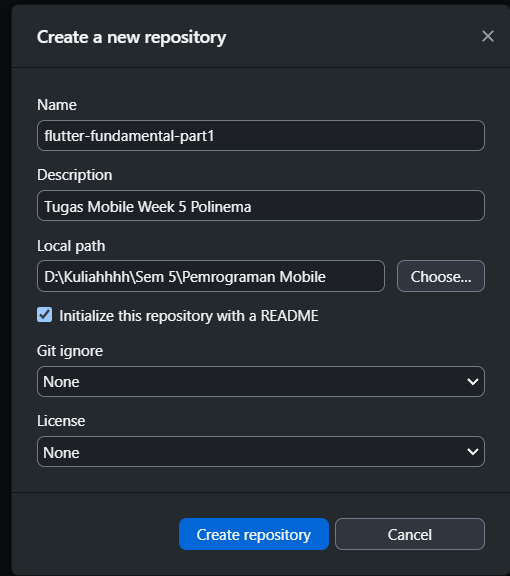 Create a new repository
Name
flutter-fundamental-part1
Description
Tugas Mobile Week 5 Polinema
Local path
D:\Kuliahhhh\Sem 5\Pemrograman Mobile
Choose...
Initialize this repository with a README
Git ignore
None
License
None
Create repository
Cancel